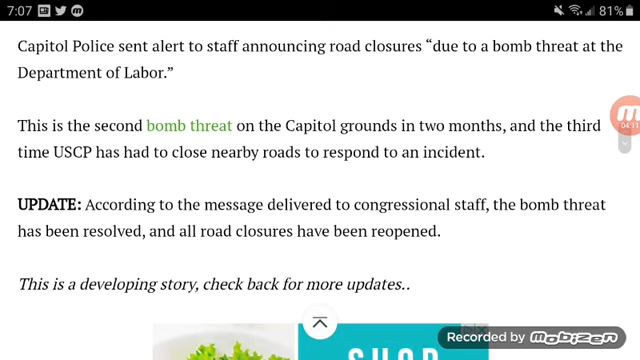 7:07 81%
Capitol Police sent alert to staff announcing road closures “due to a bomb threat at the
Department of Labor.”
This is the second bomb threat on the Capitol grounds in two months, and the third
time USCP has had to close nearby roads to respond to an incident.
04:11
UPDATE: According to the message delivered to congressional staff, the bomb threat
has been resolved, and all road closures have been reopened.
This is a developing story, check back for more updates..
SHOP
Recorded by mobizen